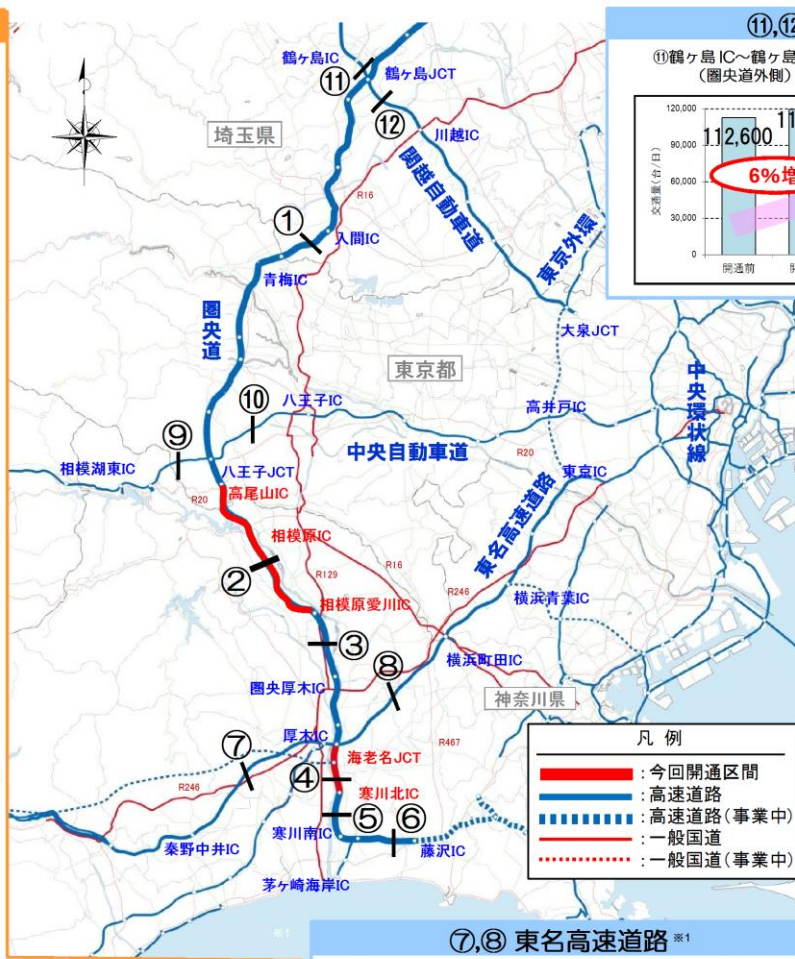 ⑪,⑫
⑪鶴ヶ島IC～鶴ヶ島
(圏央道外側)
交通量(台/日)
120,000
90,000
60,000
30,000
0
112,600
11
6%増
開通前
開
鶴ヶ島IC
⑪
鶴ヶ島JCT
⑫
川越IC
埼玉県
関越自動車道
R16
①
入間IC
青梅IC
東京外環
大泉JCT
圏央道
東京都
中央環状線
⑩
八王子IC
高井戸IC
⑨
中央自動車道
R20
相模湖東IC
八王子JCT
東京IC
高尾山IC
R20
東名高速道路
相模原IC
R16
②
R129
R246
横浜青葉IC
相模原愛川IC
③
横浜町田IC
⑧
圏央厚木IC
神奈川県
厚木IC
海老名JCT
R467
⑦
R246
④
寒川北IC
⑤
⑥
寒川南IC
秦野中井IC
藤沢IC
茅ヶ崎海岸IC
凡 例
:今回開通区間
:高速道路
:高速道路(事業中)
:一般国道
:一般国道(事業中)
※1
⑦,⑧ 東名高速道路 ※1